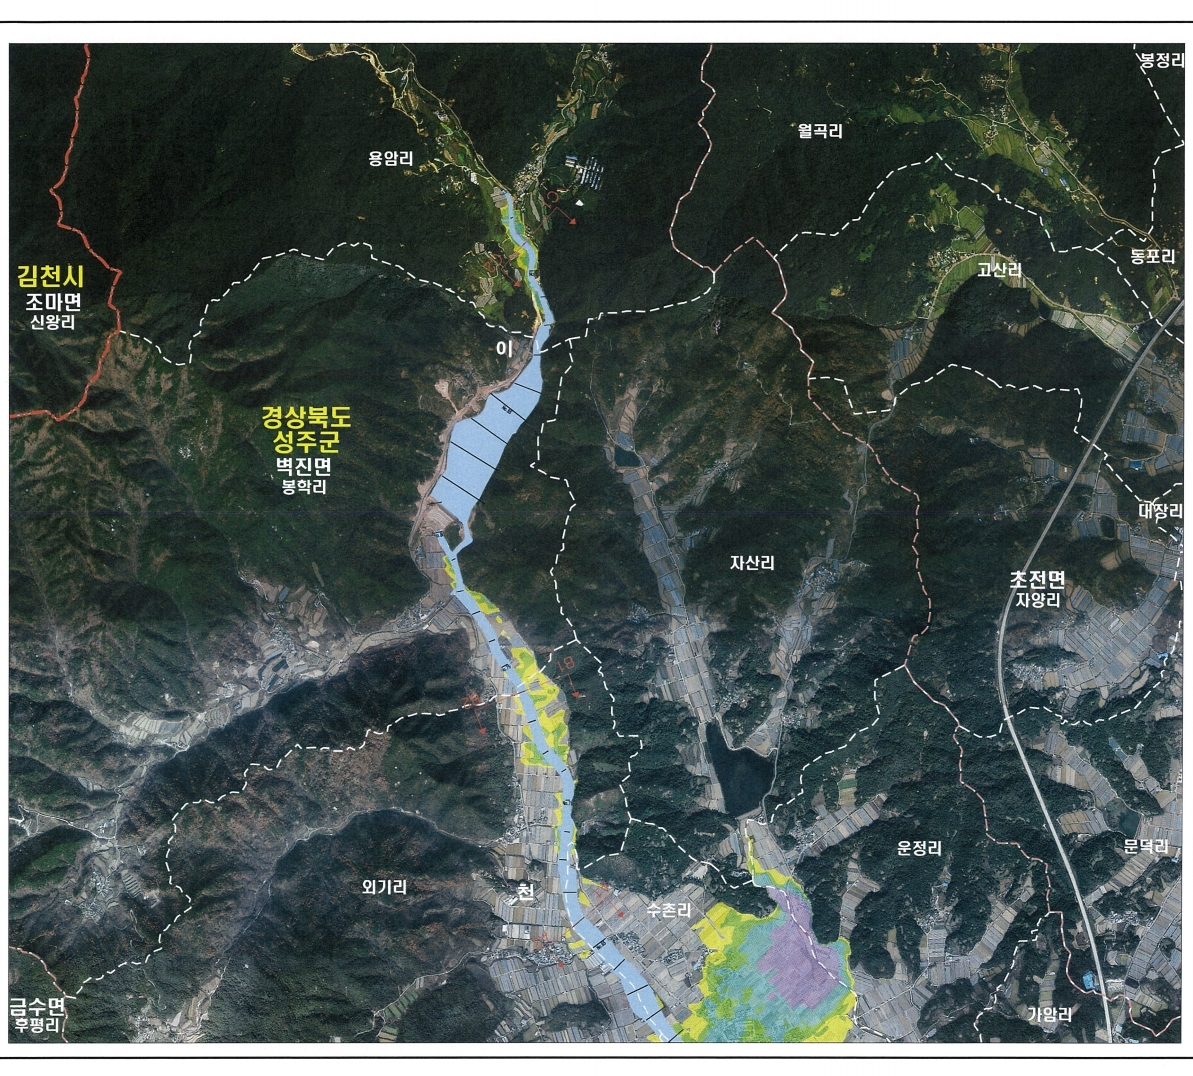 봉정리
월곡리
용암리
동포리
고산리
김천시
조마면
신왕리
이
경상북도
성주군
벽진면
봉학리
대장리
자산리
초전면
자양리
운정리
문덕리
외기리
천
수촌리
금수면
후평리
가암리